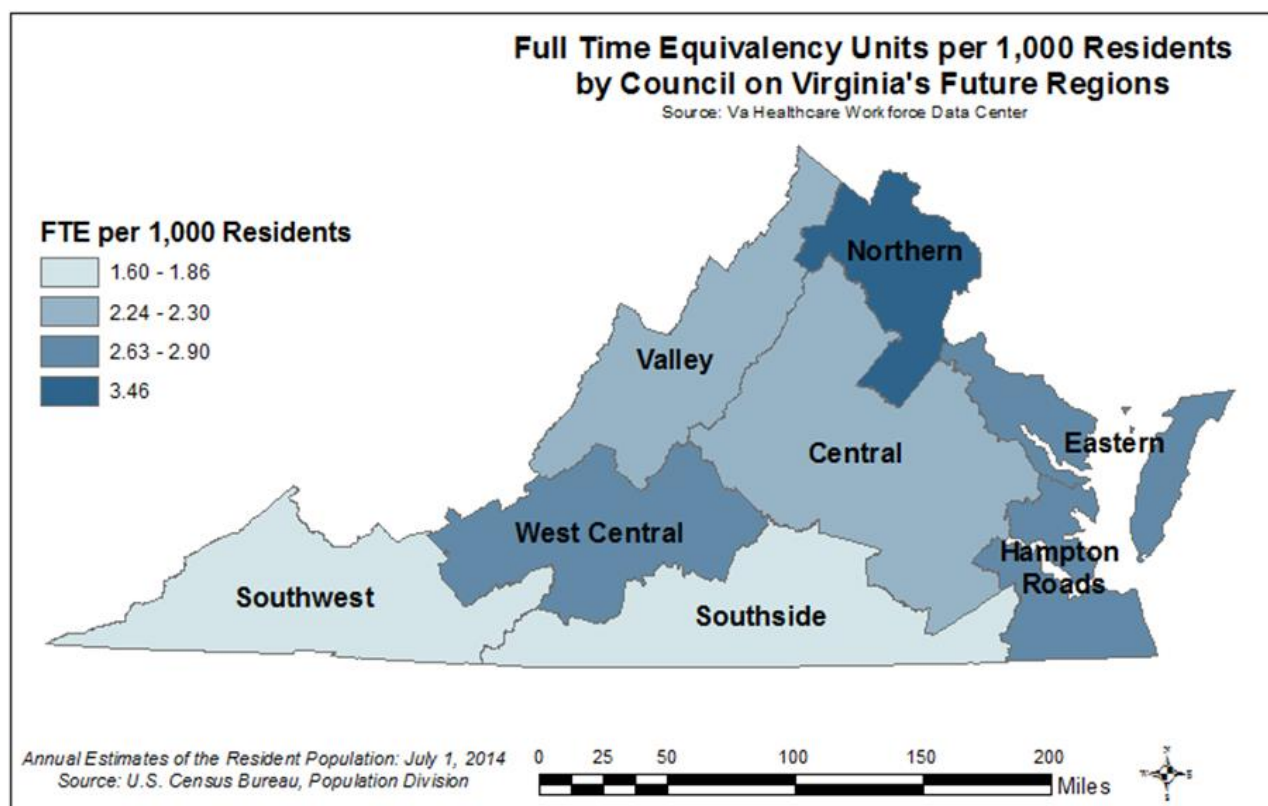 Full Time Equivalency Units per 1,000 Residents
by Council on Virginia's Future Regions
Source: Va Healthcare Workforce Data Center
FTE per 1,000 Residents
1.60 - 1.86
2.24 - 2.30
2.63 - 2.90
3.46
Northern
Valley
Eastern
Central
West Central
Hampton
Roads
Southwest
Southside
Annual Estimates of the Resident Population: July 1, 2014
Source: U.S. Census Bureau, Population Division
0 25 50 100 150 200
Miles